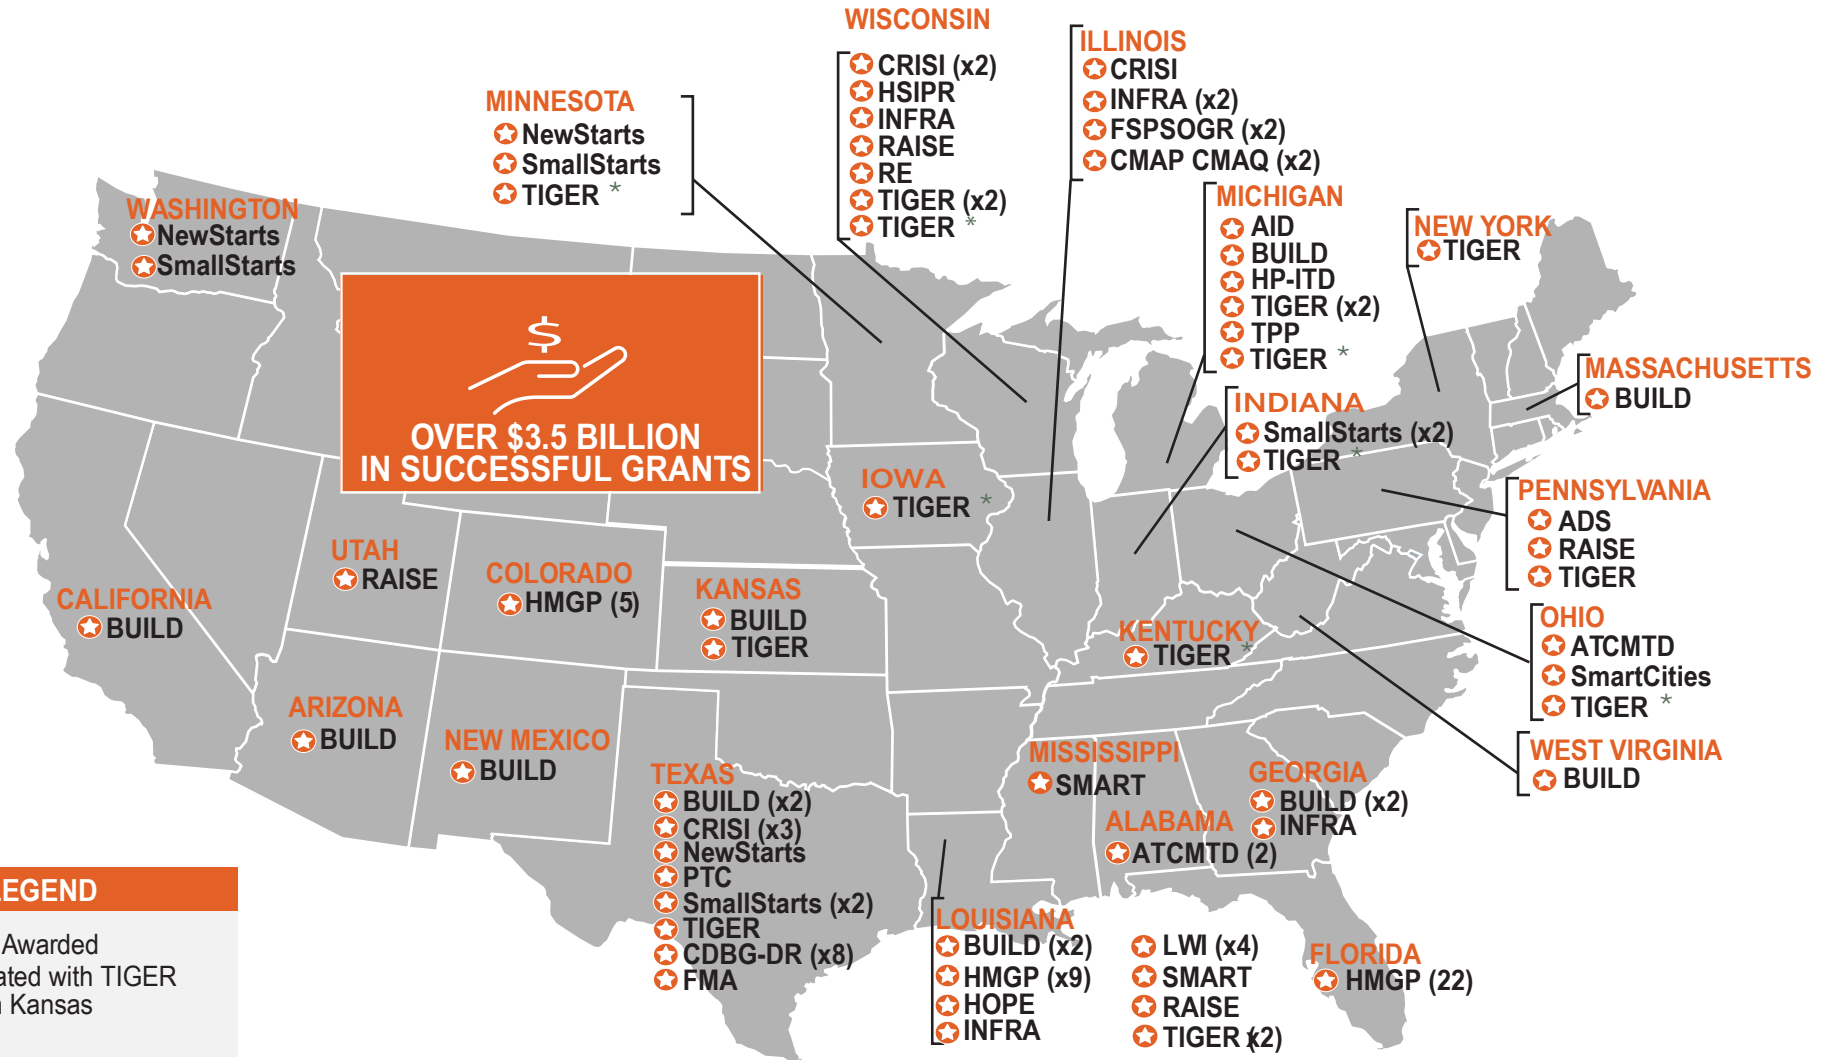 WISCONSIN
CRISI (x2)
HSIPR
INFRA
RAISE
RE
TIGER (x2)
TIGER *
ILLINOIS
CRISI
INFRA (x2)
FSPSOGR (x2)
CMAP CMAQ (x2)
MINNESOTA
NewStarts
SmallStarts
TIGER *
WASHINGTON
NewStarts
SmallStarts
MICHIGAN
AID
BUILD
HP-ITD
TIGER (x2)
TPP
TIGER *
NEW YORK
TIGER
MASSACHUSETTS
BUILD
$
OVER $3.5 BILLION
IN SUCCESSFUL GRANTS
INDIANA
SmallStarts (x2)
TIGER *
IOWA
TIGER *
PENNSYLVANIA
ADS
RAISE
TIGER
UTAH
RAISE
COLORADO
HMGP (5)
KANSAS
BUILD
TIGER
CALIFORNIA
BUILD
KENTUCKY
TIGER *
OHIO
ATCMTD
SmartCities
TIGER *
ARIZONA
BUILD
NEW MEXICO
BUILD
WEST VIRGINIA
BUILD
MISSISSIPPI
SMART
GEORGIA
BUILD (x2)
INFRA
ALABAMA
ATCMTD (2)
TEXAS
BUILD (x2)
CRISI (x3)
NewStarts
PTC
SmallStarts (x2)
TIGER
CDBG-DR (x8)
FMA
LOUISIANA
BUILD (x2)
HMGP (x9)
HOPE
INFRA
LWI (x4)
SMART
RAISE
TIGER (x2)
FLORIDA
HMGP (22)
EGEND
Awarded
ated with TIGER
Kansas